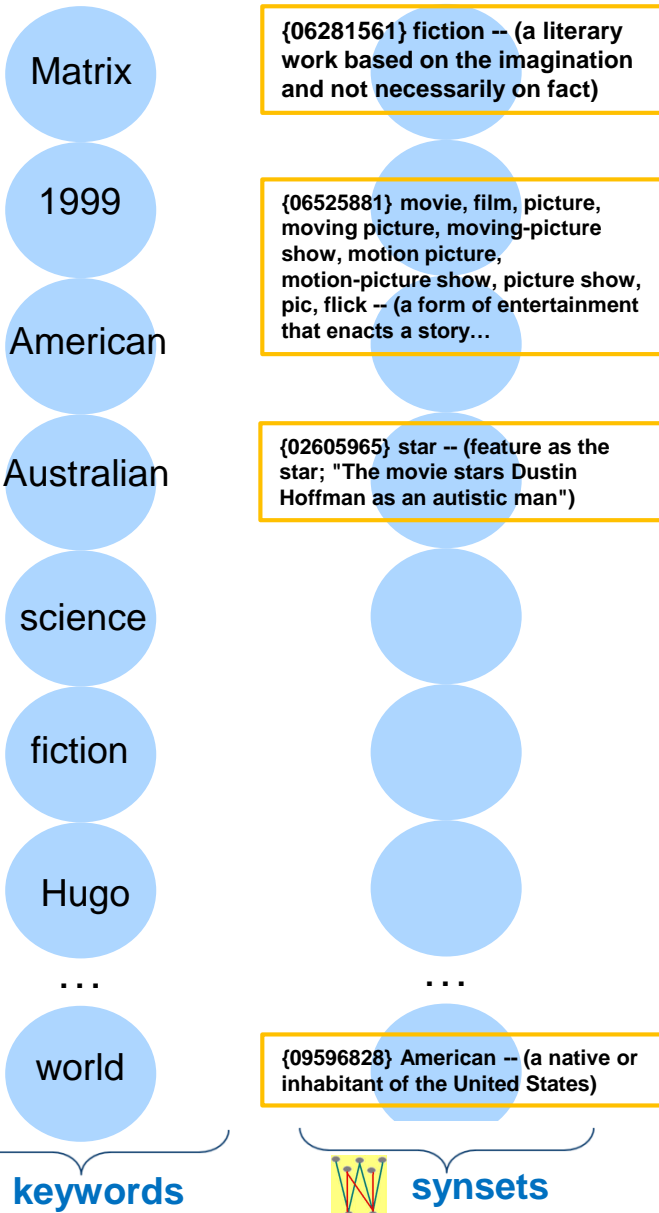 Matrix
1999
American
Australian
science
fiction
Hugo
...
world
keywords
{06281561} fiction -- (a literary
work based on the imagination
and not necessarily on fact)
{06525881} movie, film, picture,
moving picture, moving-picture
show, motion picture,
motion-picture show, picture show,
pic, flick -- (a form of entertainment
that enacts a story…
{02605965} star -- (feature as the
star; "The movie stars Dustin
Hoffman as an autistic man")
...
{09596828} American -- (a native or
inhabitant of the United States)
synsets